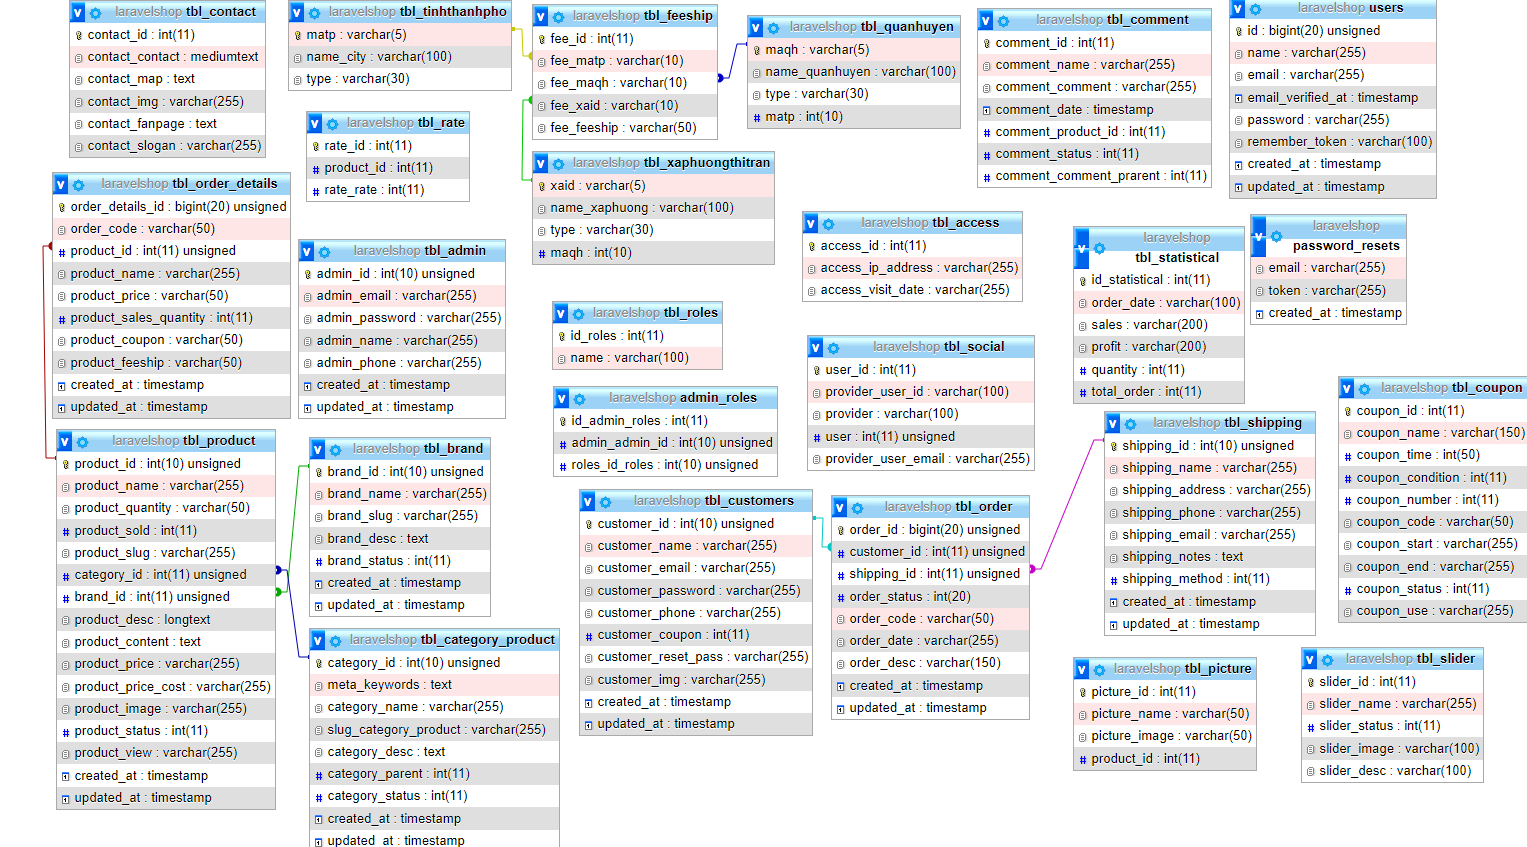 laravelshop tbl_contact
contact_id : int(11)
contact_contact : mediumtext
contact_map : text
contact_img : varchar(255)
contact_fanpage : text
contact_slogan : varchar(255)
laravelshop tbl_tinhthanhpho
matp : varchar(5)
name_city : varchar(100)
type : varchar(30)
laravelshop tbl_feeship
fee_id : int(11)
fee_matp : varchar(10)
fee_maqh : varchar(10)
fee_xaid : varchar(10)
fee_feeship : varchar(50)
laravelshop tbl_quanhuyen
maqh : varchar(5)
name_quanhuyen : varchar(100)
type : varchar(30)
matp : int(10)
laravelshop tbl_comment
comment_id : int(11)
comment_name : varchar(255)
comment_comment : varchar(255)
comment_date : timestamp
comment_product_id : int(11)
comment_status : int(11)
comment_comment_prarent : int(11)
laravelshop users
id : bigint(20) unsigned
name : varchar(255)
email : varchar(255)
email_verified_at : timestamp
password : varchar(255)
remember_token : varchar(100)
created_at : timestamp
updated_at : timestamp
laravelshop tbl_rate
rate_id : int(11)
product_id : int(11)
rate_rate : int(11)
laravelshop tbl_xaphuongthitran
xaid : varchar(5)
name_xaphuong : varchar(100)
type : varchar(30)
maqh : int(10)
laravelshop tbl_order_details
order_details_id : bigint(20) unsigned
order_code : varchar(50)
product_id : int(11) unsigned
product_name : varchar(255)
product_price : varchar(50)
product_sales_quantity : int(11)
product_coupon : varchar(50)
product_feeship : varchar(50)
created_at : timestamp
updated_at : timestamp
laravelshop tbl_admin
admin_id : int(10) unsigned
admin_email : varchar(255)
admin_password : varchar(255)
admin_name : varchar(255)
admin_phone : varchar(255)
created_at : timestamp
updated_at : timestamp
laravelshop tbl_access
access_id : int(11)
access_ip_address : varchar(255)
access_visit_date : varchar(255)
laravelshop
tbl_statistical
id_statistical : int(11)
order_date : varchar(100)
sales : varchar(200)
profit : varchar(200)
quantity : int(11)
total_order : int(11)
laravelshop
password_resets
email : varchar(255)
token : varchar(255)
created_at : timestamp
laravelshop tbl_roles
id_roles : int(11)
name : varchar(100)
laravelshop tbl_social
user_id : int(11)
provider_user_id : varchar(100)
provider : varchar(100)
user : int(11) unsigned
provider_user_email : varchar(255)
laravelshop admin_roles
id_admin_roles : int(11)
admin_admin_id : int(10) unsigned
roles_id_roles : int(10) unsigned
laravelshop tbl_coupon
coupon_id : int(11)
coupon_name : varchar(150)
coupon_time : int(50)
coupon_condition : int(11)
coupon_number : int(11)
coupon_code : varchar(50)
coupon_start : varchar(255)
coupon_end : varchar(255)
coupon_status : int(11)
coupon_use : varchar(255)
laravelshop tbl_product
product_id : int(10) unsigned
product_name : varchar(255)
product_quantity : varchar(50)
product_sold : int(11)
product_slug : varchar(255)
category_id : int(11) unsigned
brand_id : int(11) unsigned
product_desc : longtext
product_content : text
product_price : varchar(255)
product_price_cost : varchar(255)
product_image : varchar(255)
product_status : int(11)
product_view : varchar(255)
created_at : timestamp
updated_at : timestamp
laravelshop tbl_brand
brand_id : int(10) unsigned
brand_name : varchar(255)
brand_slug : varchar(255)
brand_desc : text
brand_status : int(11)
created_at : timestamp
updated_at : timestamp
laravelshop tbl_category_product
category_id : int(10) unsigned
meta_keywords : text
category_name : varchar(255)
slug_category_product : varchar(255)
category_desc : text
category_parent : int(11)
category_status : int(11)
created_at : timestamp
updated_at : timestamp
laravelshop tbl_customers
customer_id : int(10) unsigned
customer_name : varchar(255)
customer_email : varchar(255)
customer_password : varchar(255)
customer_phone : varchar(255)
customer_coupon : int(11)
customer_reset_pass : varchar(255)
customer_img : varchar(255)
created_at : timestamp
updated_at : timestamp
laravelshop tbl_order
order_id : bigint(20) unsigned
customer_id : int(11) unsigned
shipping_id : int(11) unsigned
order_status : int(20)
order_code : varchar(50)
order_date : varchar(255)
order_desc : varchar(150)
created_at : timestamp
updated_at : timestamp
laravelshop tbl_shipping
shipping_id : int(10) unsigned
shipping_name : varchar(255)
shipping_address : varchar(255)
shipping_phone : varchar(255)
shipping_email : varchar(255)
shipping_notes : text
shipping_method : int(11)
created_at : timestamp
updated_at : timestamp
laravelshop tbl_picture
picture_id : int(11)
picture_name : varchar(50)
picture_image : varchar(50)
product_id : int(11)
laravelshop tbl_slider
slider_id : int(11)
slider_name : varchar(255)
slider_status : int(11)
slider_image : varchar(100)
slider_desc : varchar(100)